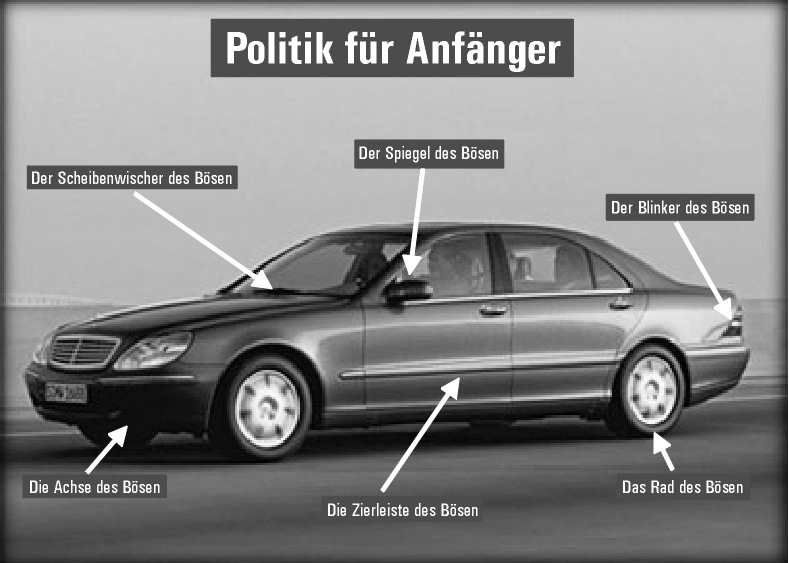 Politik für Anfänger
Der Spiegel des Bösen
Der Scheibenwischer des Bösen
Der Blinker des Bösen
Die Achse des Bösen
Das Rad des Bösen
Die Zierleiste des Bösen